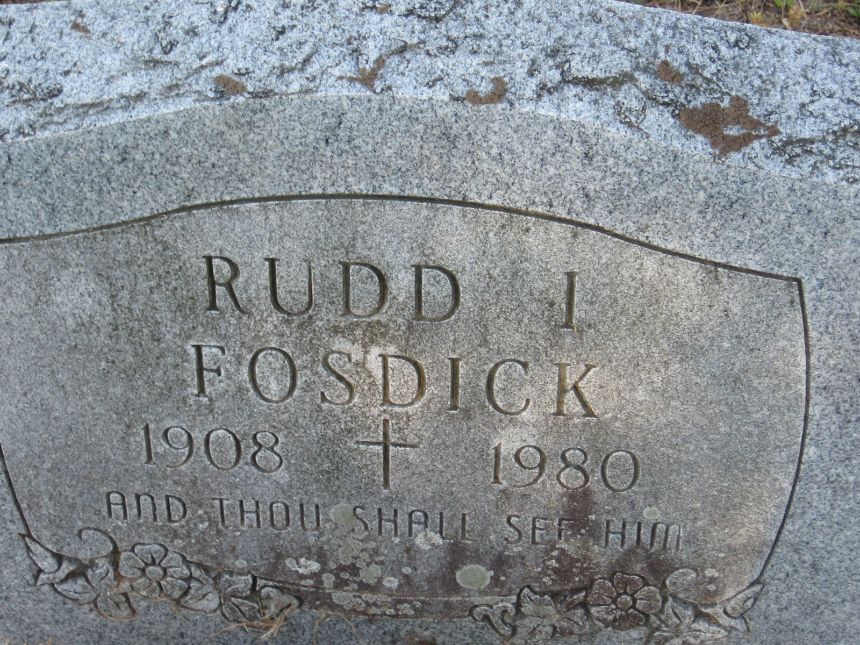 RUDD I
FOSDICK
1908 1980
AND THOU SHALL SEE HIM